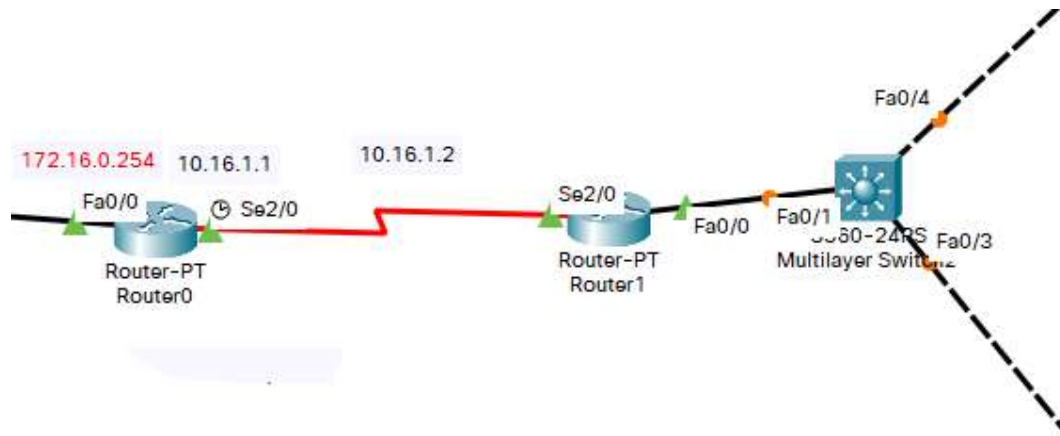 Fa0/4
172.16.0.254
10.16.1.1
10.16.1.2
Fa0/0
Se2/0
Se2/0
Fa0/0
Fa0/1
Fa0/3
Router-PT
Router0
Router-PT
Router1
Multilayer